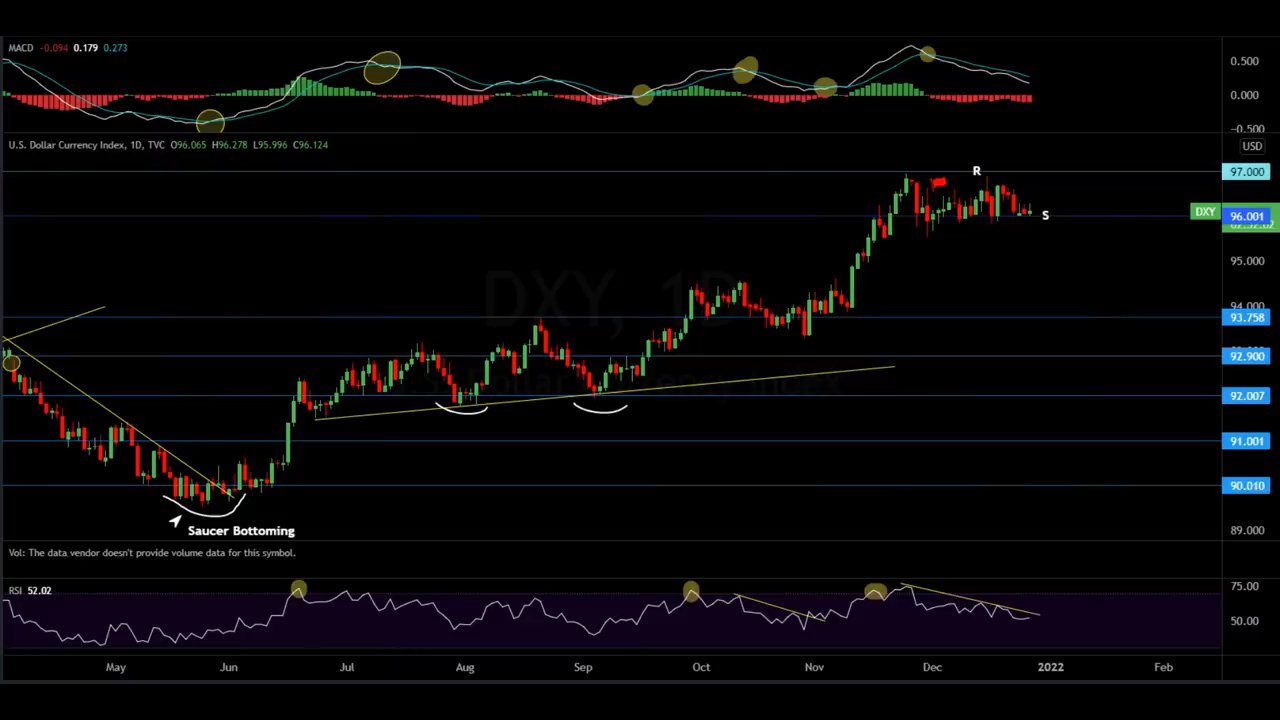 MACD -0.094 0.179 0.273
0.500
0.000
-0.500
U.S. Dollar Currency Index, 1D, TVC O96.065 H96.278 L95.996 C96.124
USD
97.000
R
DXY 96.001
S
95.000
DXY, 1D
94.000
93.758
92.900
92.007
91.001
90.010
Saucer Bottoming
89.000
Vol: The data vendor doesn't provide volume data for this symbol.
RSI 52.02
75.00
50.00
May Jun Jul Aug Sep Oct Nov Dec 2022 Feb